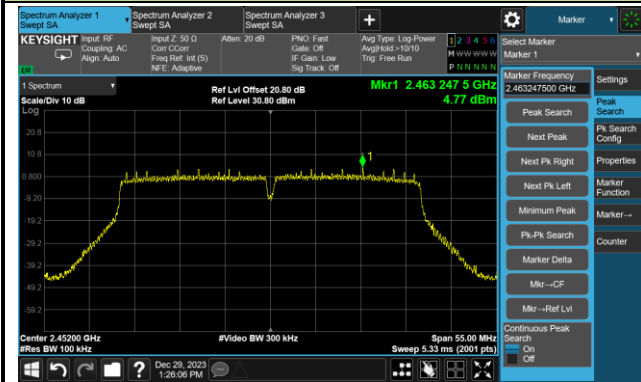 Spectrum Analyzer 1
Swept SA
Spectrum Analyzer 2
Swept SA
Spectrum Analyzer 3
Swept SA
+
Marker
KEYSIGHT
Input: RF
Coupling: AC
Align: Auto
Input Z: 50 Ω
Corr CCorr
Freq Ref: Int (S)
NFE: Adaptive
Atten: 20 dB
PNO: Fast
Gate: Off
IF Gain: Low
Sig Track: Off
Avg Type: Log-Power
Avg|Hold:>10/10
Trig: Free Run
1 2 3 4 5 6
M W W W W W
P N N N N N
Select Marker
Marker 1
1 Spectrum
Scale/Div 10 dB
Log
Ref Lvl Offset 20.80 dB
Ref Level 30.80 dBm
Mkr1 2.463 247 5 GHz
4.77 dBm
20.8
10.8
0.800
-9.20
-19.2
-29.2
-39.2
-49.2
-59.2
1
Center 2.45200 GHz
#Res BW 100 kHz
#Video BW 300 kHz
Span 55.00 MHz
Sweep 5.33 ms (2001 pts)
Marker Frequency
2.463247500 GHz
Peak Search
Next Peak
Next Pk Right
Next Pk Left
Minimum Peak
Pk-Pk Search
Marker Delta
Mkr→CF
Mkr→Ref Lvl
Continuous Peak
Search
On
Off
Settings
Peak
Search
Pk Search
Config
Properties
Marker
Function
Marker→
Counter
?
Dec 29, 2023
1:26:06 PM